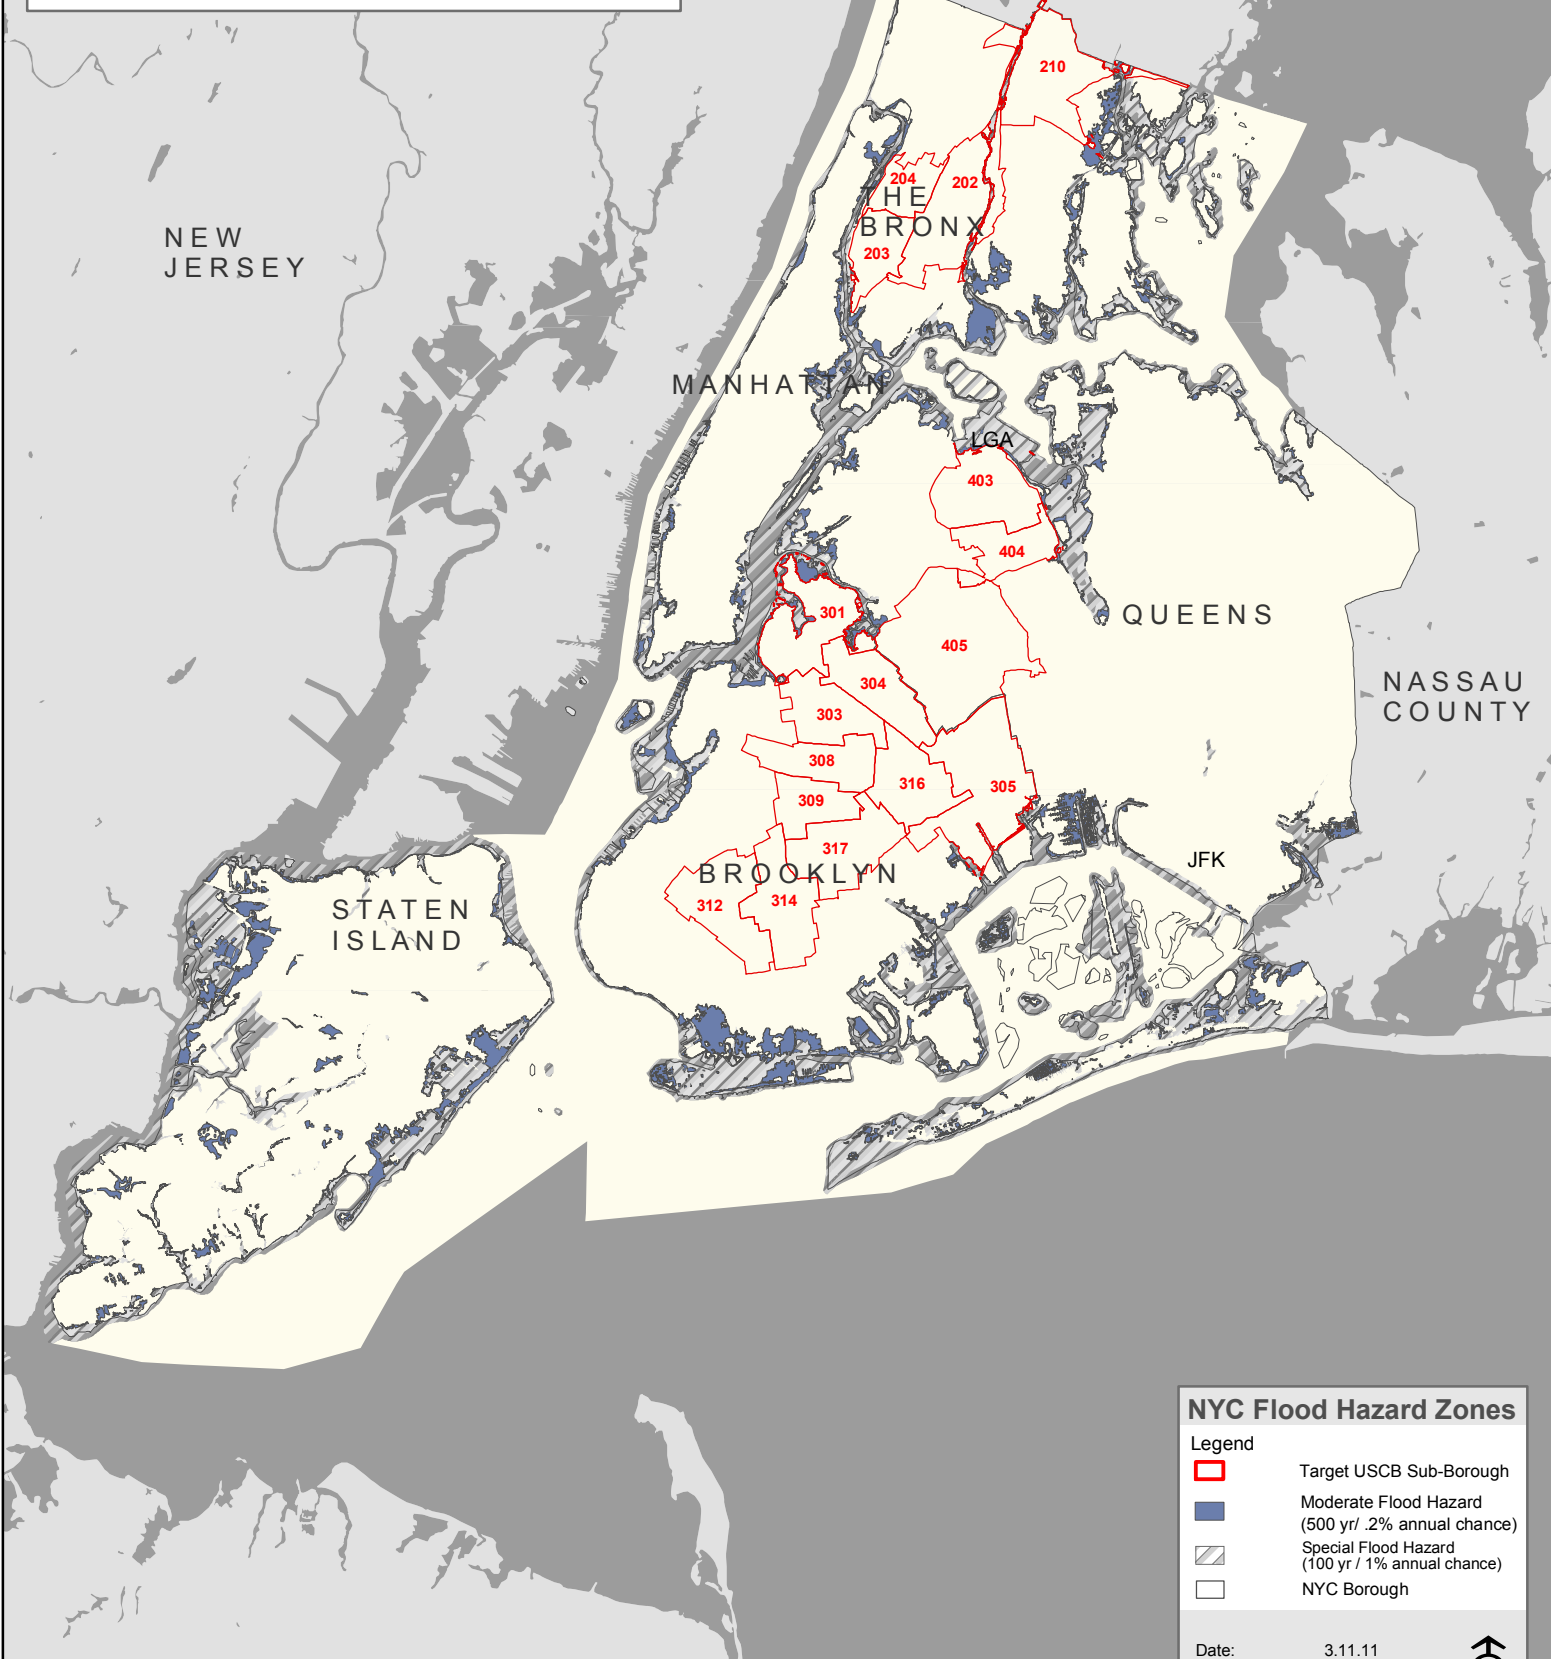 210
204
202
THE
BRONX
203
NEW
JERSEY
MANHATTAN
LGA
403
404
301
QUEENS
405
304
NASSAU
COUNTY
303
308
316
305
309
317
BROOKLYN
JFK
312
314
STATEN
ISLAND
NYC Flood Hazard Zones
Legend
Target USCB Sub-Borough
Moderate Flood Hazard
(500 yr/ .2% annual chance)
Special Flood Hazard
(100 yr / 1% annual chance)
NYC Borough
Date: 3.11.11